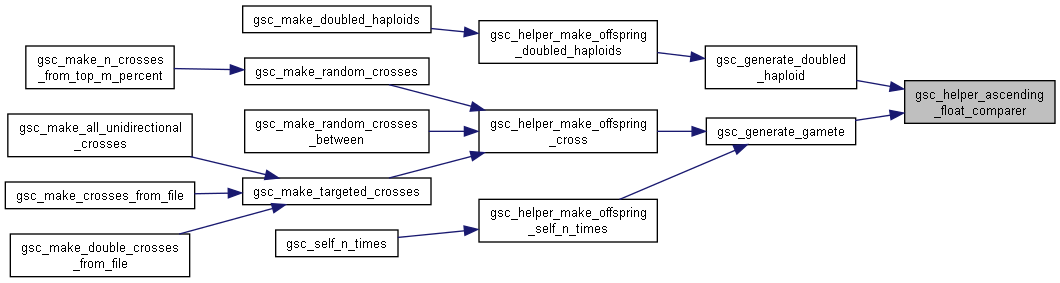 gsc_make_doubled_haploids
gsc_helper_make_offspring
_doubled_haploids
gsc_generate_doubled
_haploid
gsc_make_n_crosses
_from_top_m_percent
gsc_make_random_crosses
gsc_helper_ascending
_float_comparer
gsc_make_all_unidirectional
_crosses
gsc_make_random_crosses
_between
gsc_helper_make_offspring
_cross
gsc_generate_gamete
gsc_make_crosses_from_file
gsc_make_targeted_crosses
gsc_make_double_crosses
_from_file
gsc_self_n_times
gsc_helper_make_offspring
_self_n_times